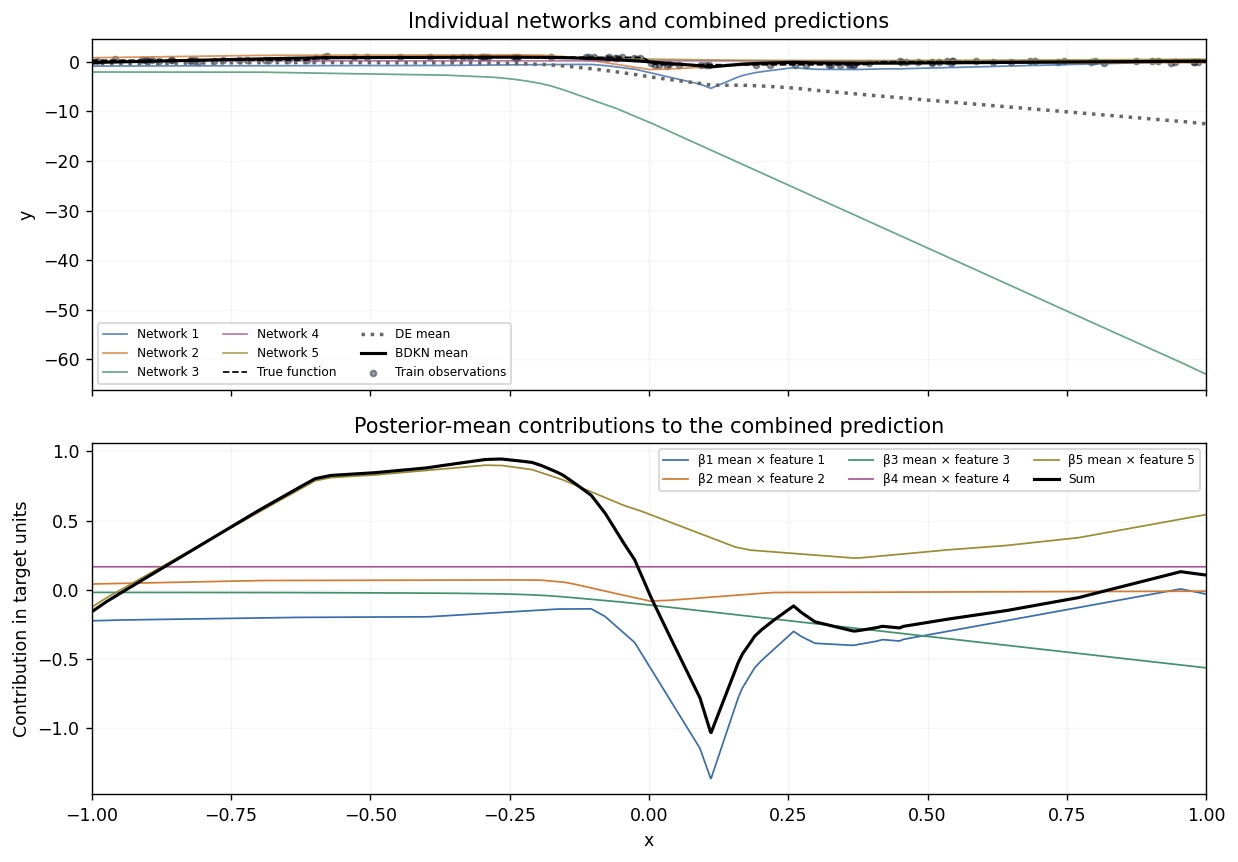 Individual networks and combined predictions
0
−10
−20
−30
−40
−50
−60
y
Network 1
Network 2
Network 3
Network 4
Network 5
True function
DE mean
BDKN mean
Train observations
Posterior-mean contributions to the combined prediction
1.0
0.5
0.0
−0.5
−1.0
Contribution in target units
β1 mean × feature 1
β2 mean × feature 2
β3 mean × feature 3
β4 mean × feature 4
β5 mean × feature 5
Sum
−1.00 −0.75 −0.50 −0.25 0.00 0.25 0.50 0.75 1.00
x